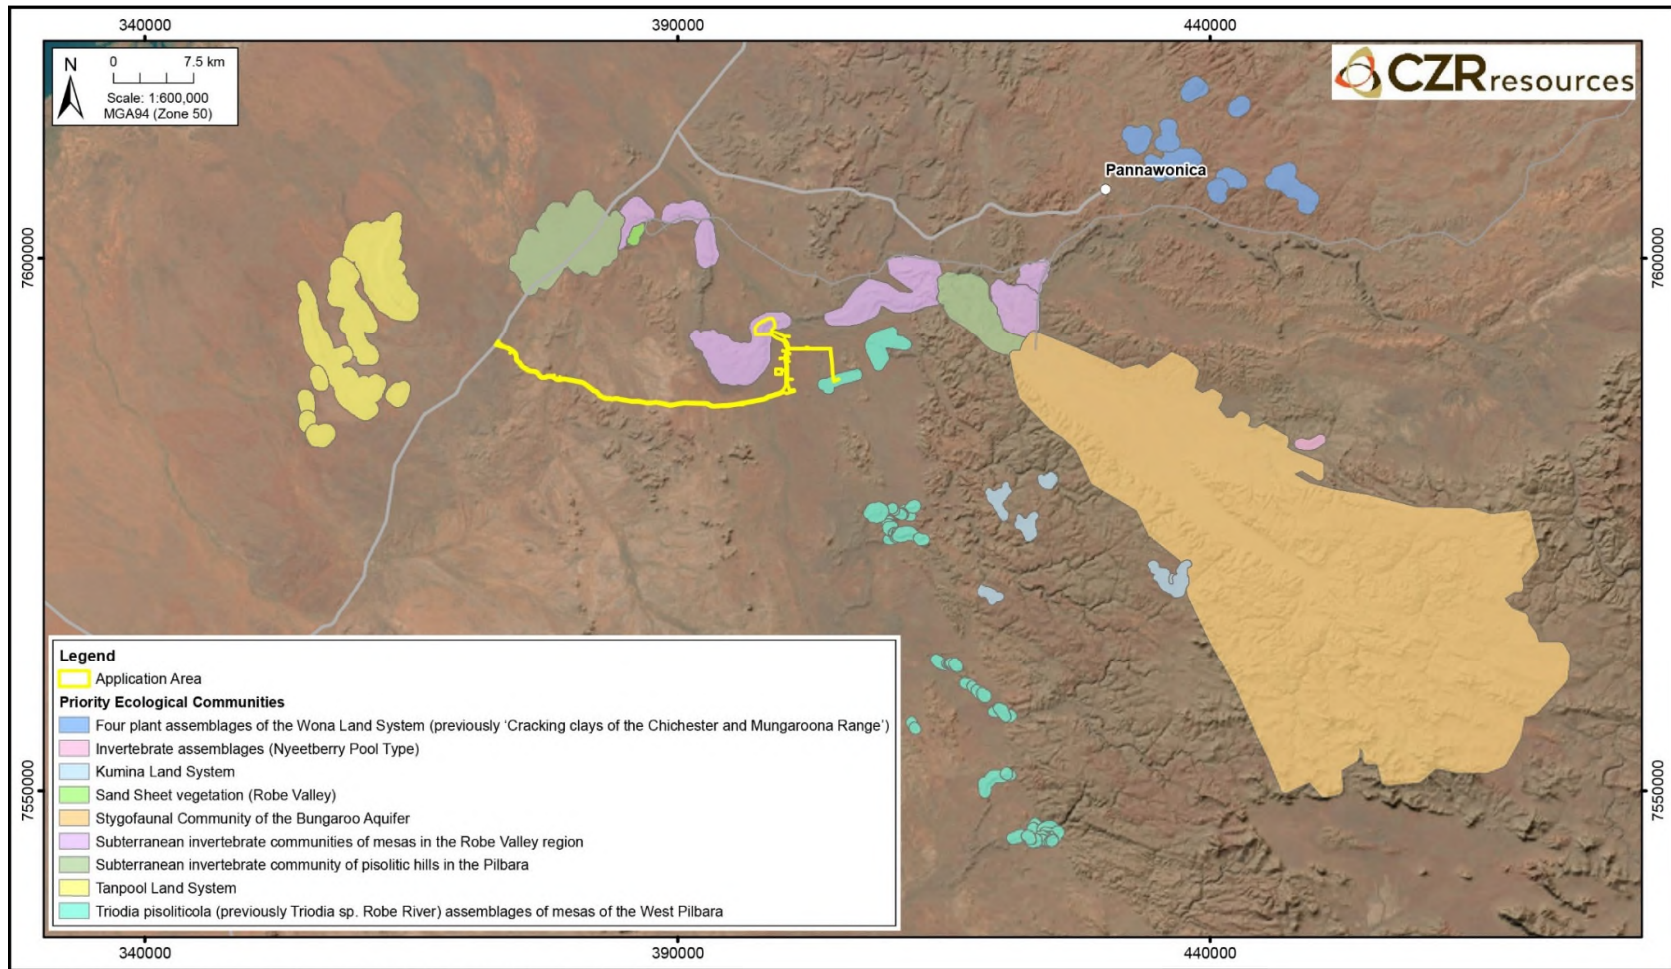 340000 390000 440000
N 0 7.5 km
Scale: 1:600,000
MGA94 (Zone 50)
CZR resources
Pannawonica
7600000 7600000
7550000 7550000
Legend
Application Area
Priority Ecological Communities
Four plant assemblages of the Wona Land System (previously ‘Cracking clays of the Chichester and Mungaroona Range’)
Invertebrate assemblages (Nyeetberry Pool Type)
Kumina Land System
Sand Sheet vegetation (Robe Valley)
Stygofaunal Community of the Bungaroo Aquifer
Subterranean invertebrate communities of mesas in the Robe Valley region
Subterranean invertebrate community of pisolitic hills in the Pilbara
Tanpool Land System
Triodia pisoliticola (previously Triodia sp. Robe River) assemblages of mesas of the West Pilbara
340000 390000 440000